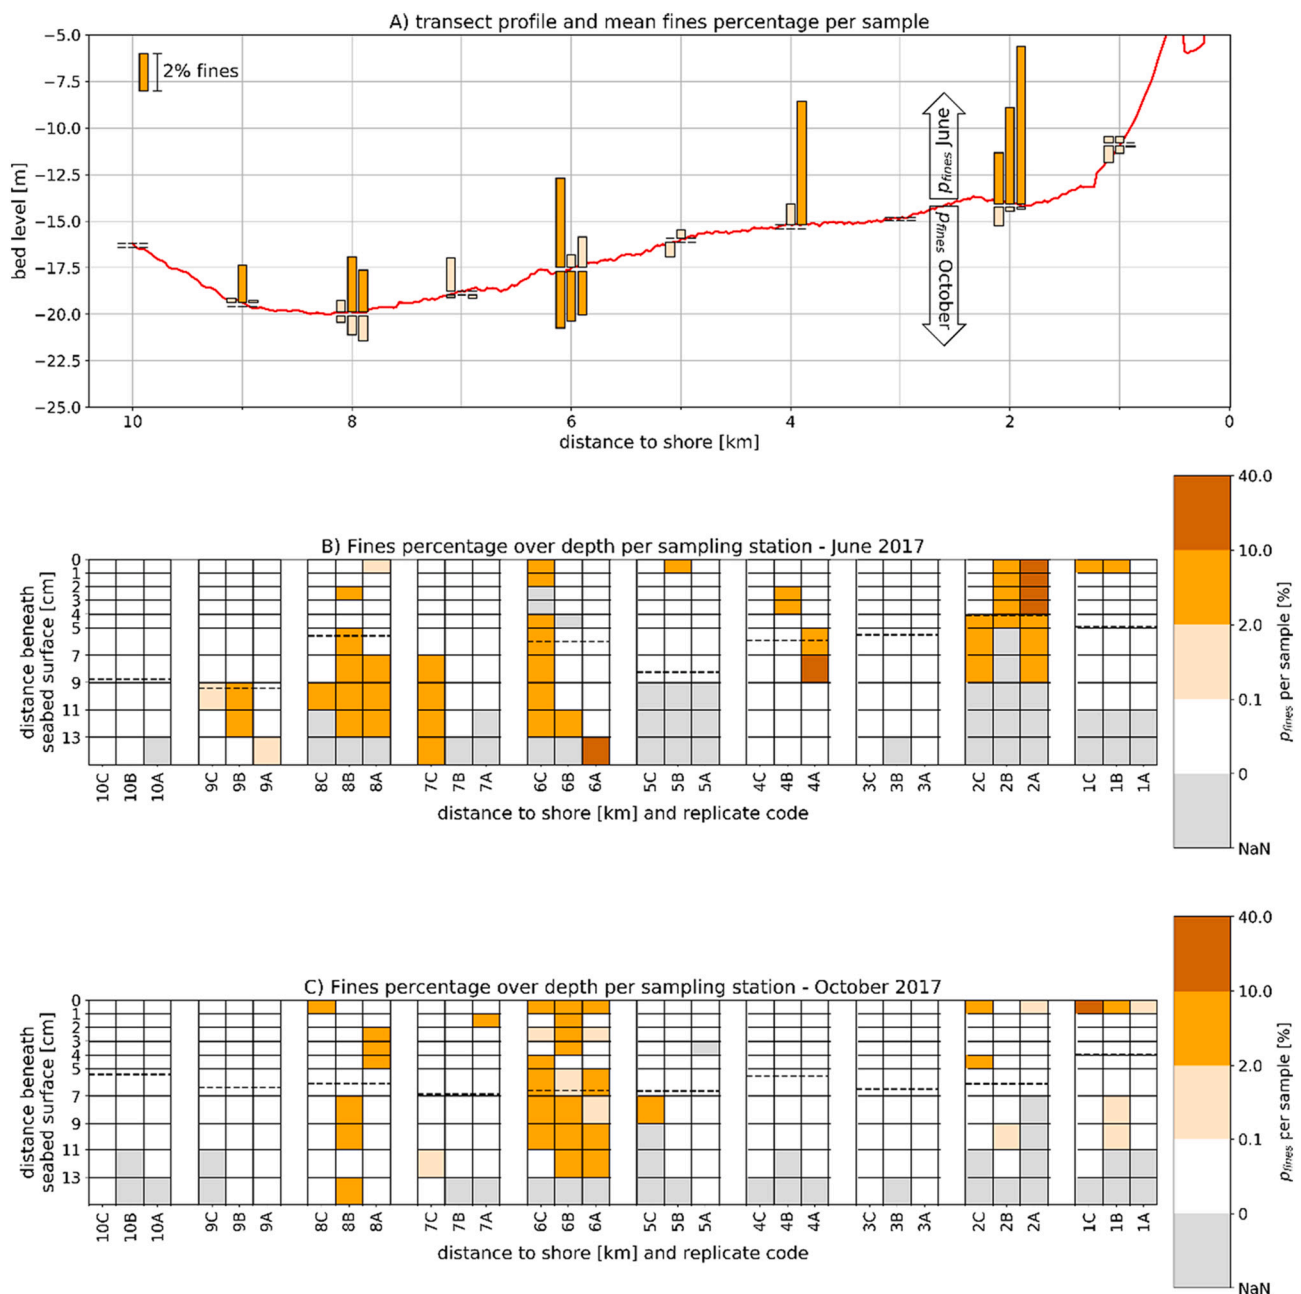 A) transect profile and mean fines percentage per sample
2% fines
pfines June
pfines October
bed level [m]
−5.0
−7.5
−10.0
−12.5
−15.0
−17.5
−20.0
−22.5
−25.0
10 8 6 4 2 0
distance to shore [km]
B) Fines percentage over depth per sampling station - June 2017
distance beneath
seabed surface [cm]
0
1
2
3
4
5
7
9
11
13
10C 10B 10A 9C 9B 9A 8C 8B 8A 7C 7B 7A 6C 6B 6A 5C 5B 5A 4C 4B 4A 3C 3B 3A 2C 2B 2A 1C 1B 1A
distance to shore [km] and replicate code
40.0
10.0
2.0
0.1
0
NaN
pfines per sample [%]
C) Fines percentage over depth per sampling station - October 2017
distance beneath
seabed surface [cm]
0
1
2
3
4
5
7
9
11
13
10C 10B 10A 9C 9B 9A 8C 8B 8A 7C 7B 7A 6C 6B 6A 5C 5B 5A 4C 4B 4A 3C 3B 3A 2C 2B 2A 1C 1B 1A
distance to shore [km] and replicate code
40.0
10.0
2.0
0.1
0
NaN
pfines per sample [%]